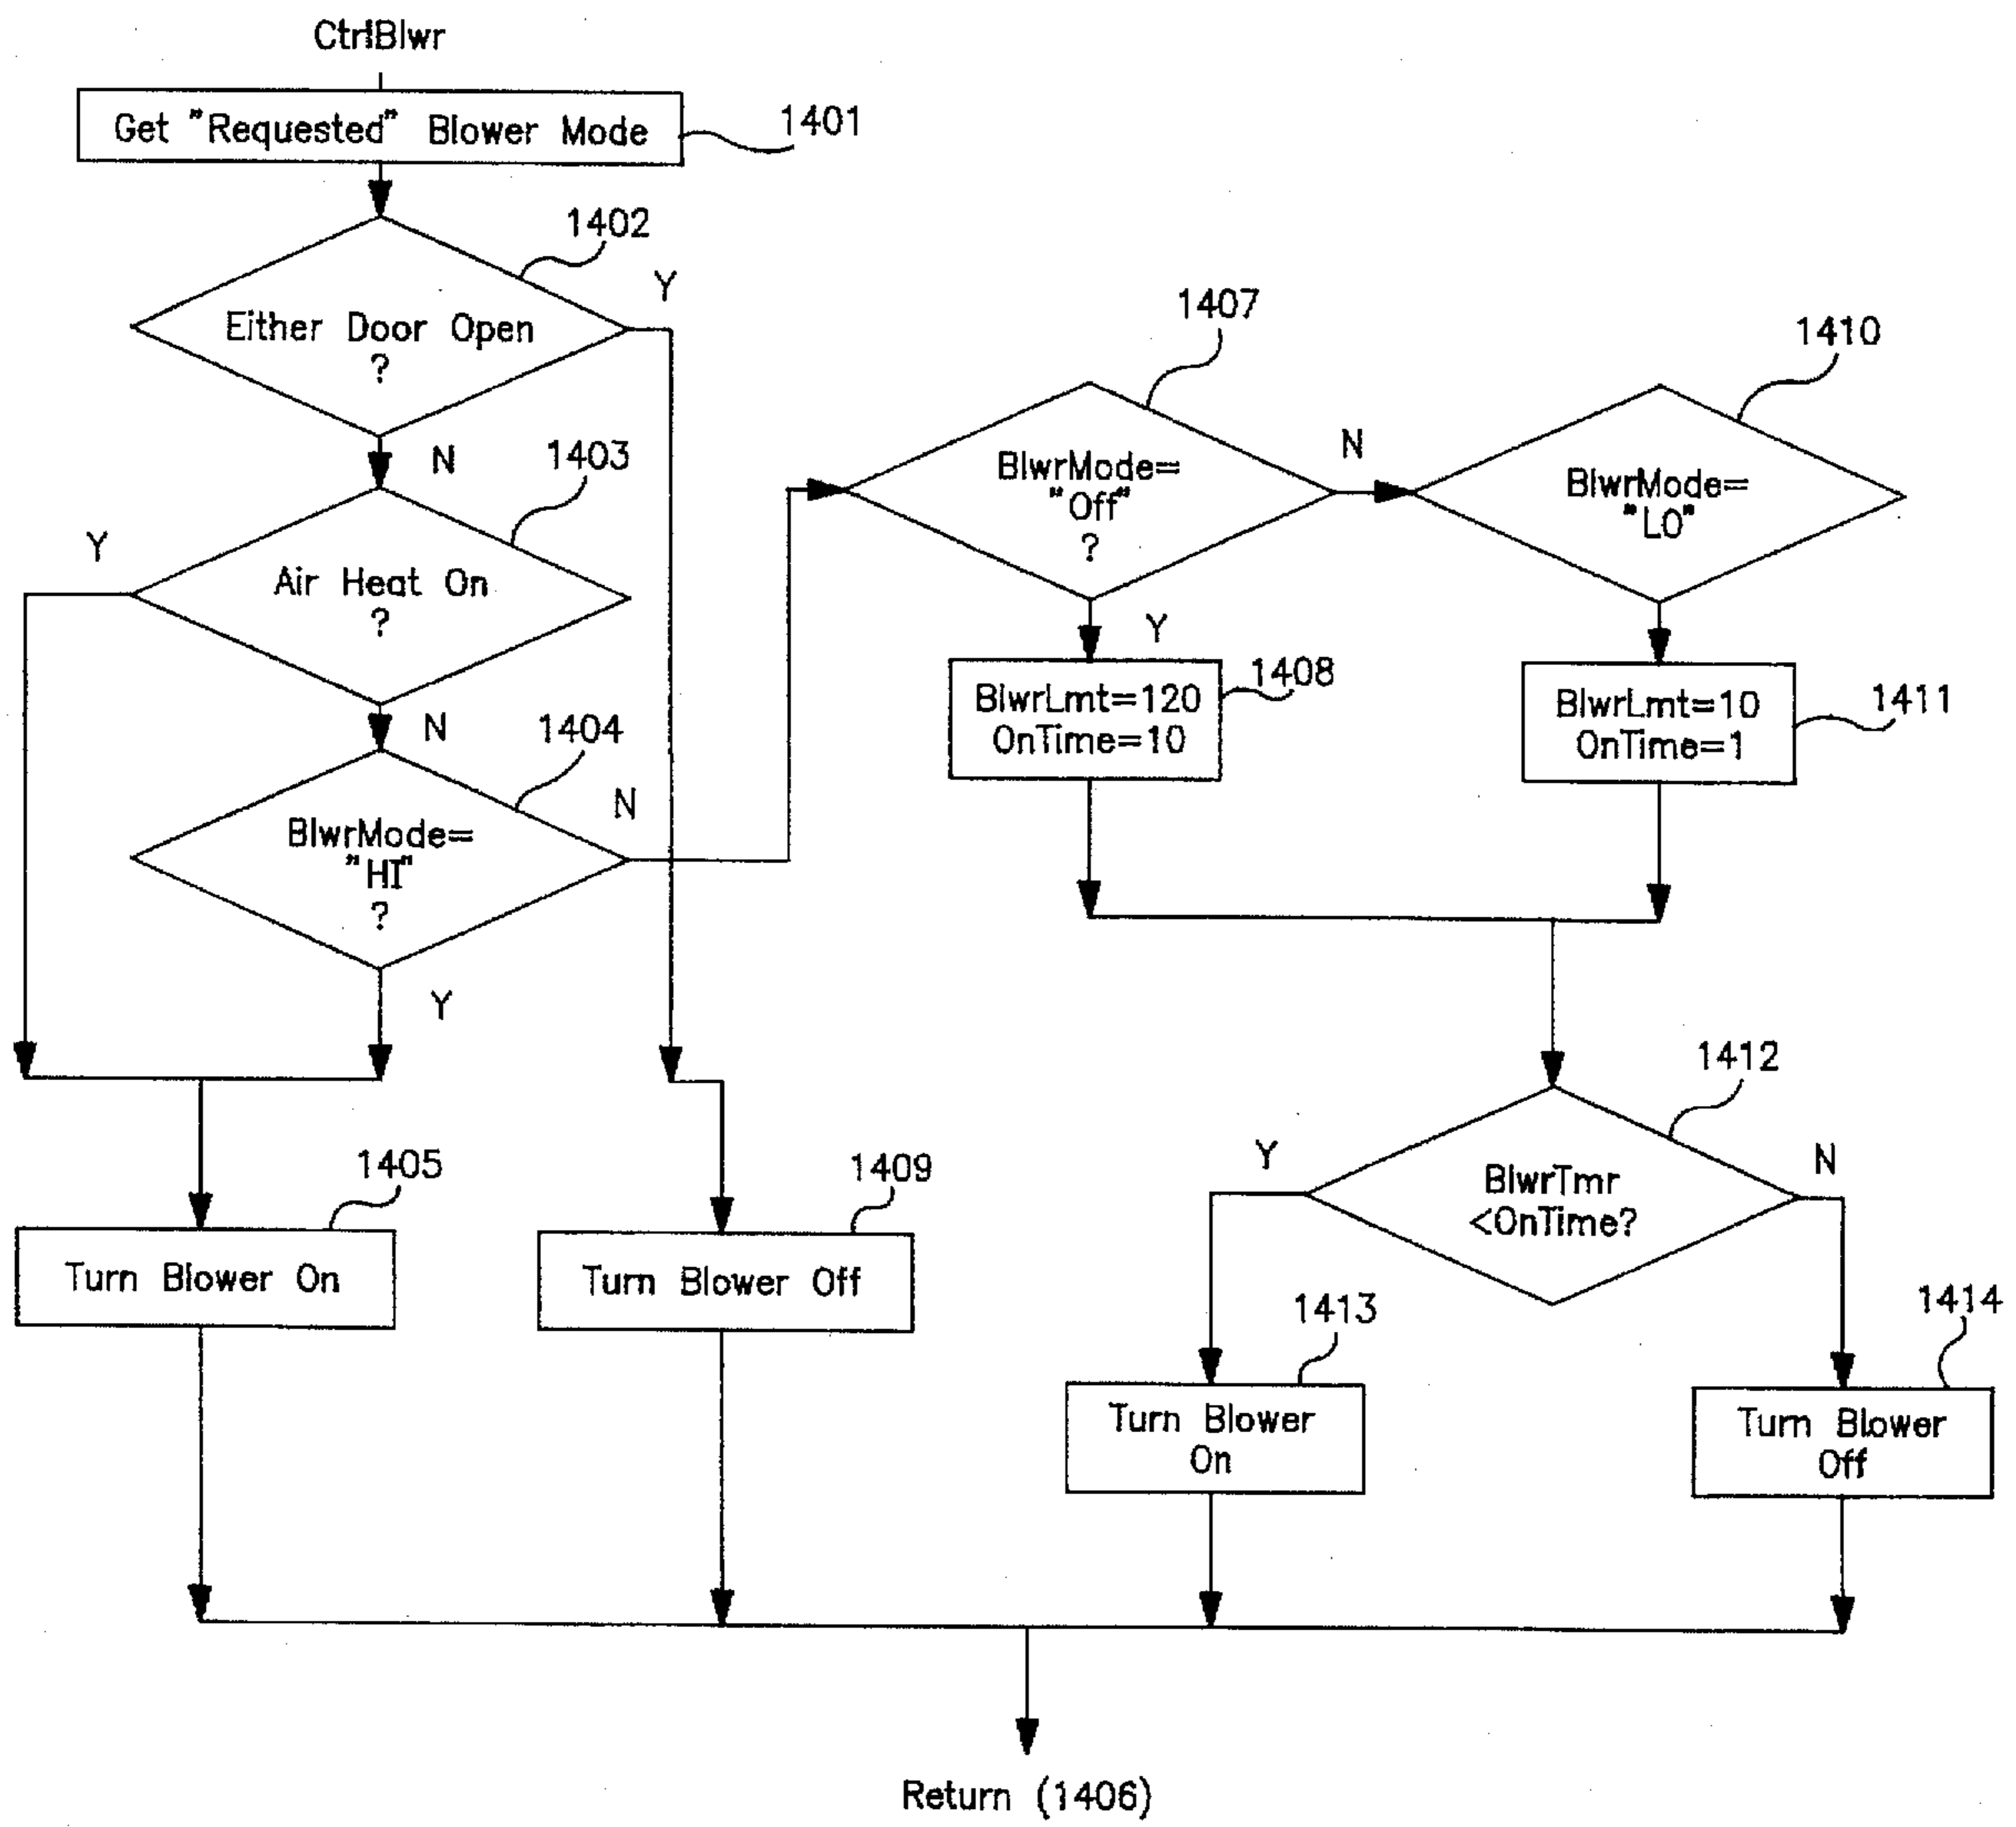 CtrlBlwr
Get "Requested" Blower Mode
1401
1402
Y
Either Door Open
?
N
1403
Y
Air Heat On
?
N
1404
N
BlwrMode=
"HI"
?
Y
1407
BlwrMode=
"Off"
?
N
Y
1410
BlwrMode=
"LO"
1408
BlwrLmt=120
OnTime=10
1411
BlwrLmt=10
OnTime=1
1412
Y
N
BlwrTmr
<OnTime?
1405
Turn Blower On
1409
Turn Blower Off
1413
Turn Blower
On
1414
Turn Blower
Off
Return (1406)